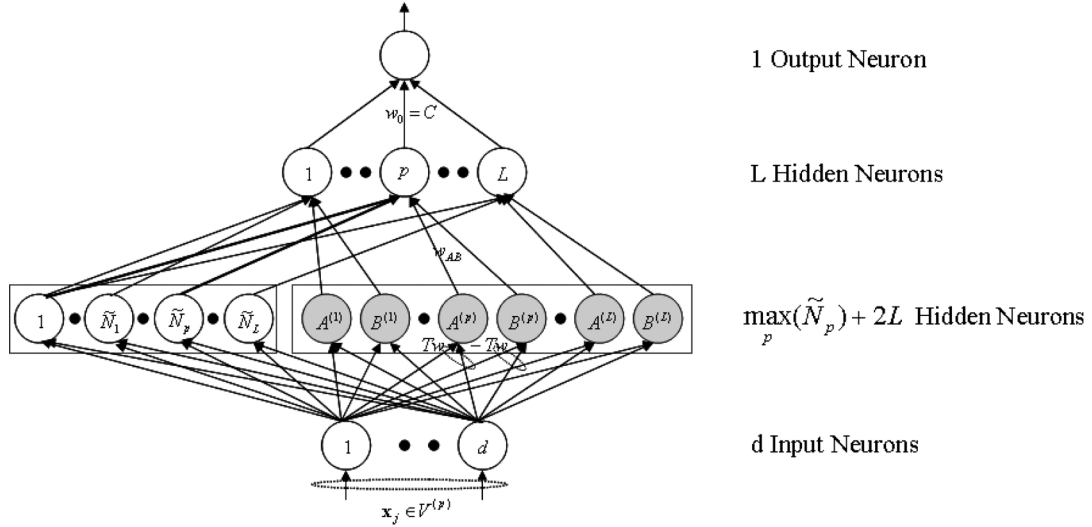 1 Output Neuron
w₀ = C
1 p L
L Hidden Neurons
w_AB
1 Ñ₁ Ñ_p Ñ_L A⁽¹⁾ B⁽¹⁾ A⁽ᵖ⁾ B⁽ᵖ⁾ A⁽ᴸ⁾ B⁽ᴸ⁾
max_p(Ñ_p) + 2L Hidden Neurons
Tw - Tw
1 d
d Input Neurons
x_j ∈ V⁽ᵖ⁾